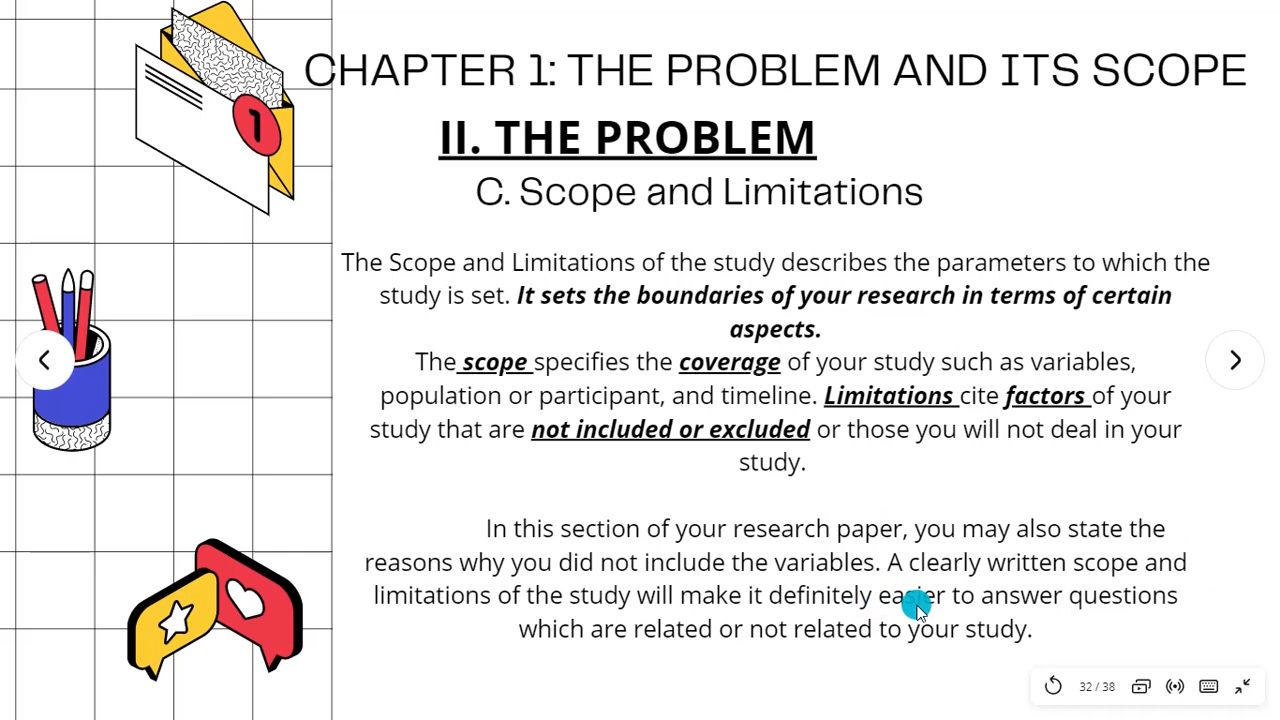 1
CHAPTER 1: THE PROBLEM AND ITS SCOPE
II. THE PROBLEM
C. Scope and Limitations
The Scope and Limitations of the study describes the parameters to which the
study is set. It sets the boundaries of your research in terms of certain
aspects.
The scope specifies the coverage of your study such as variables,
population or participant, and timeline. Limitations cite factors of your
study that are not included or excluded or those you will not deal in your
study.
In this section of your research paper, you may also state the
reasons why you did not include the variables. A clearly written scope and
limitations of the study will make it definitely easier to answer questions
which are related or not related to your study.
32 / 38